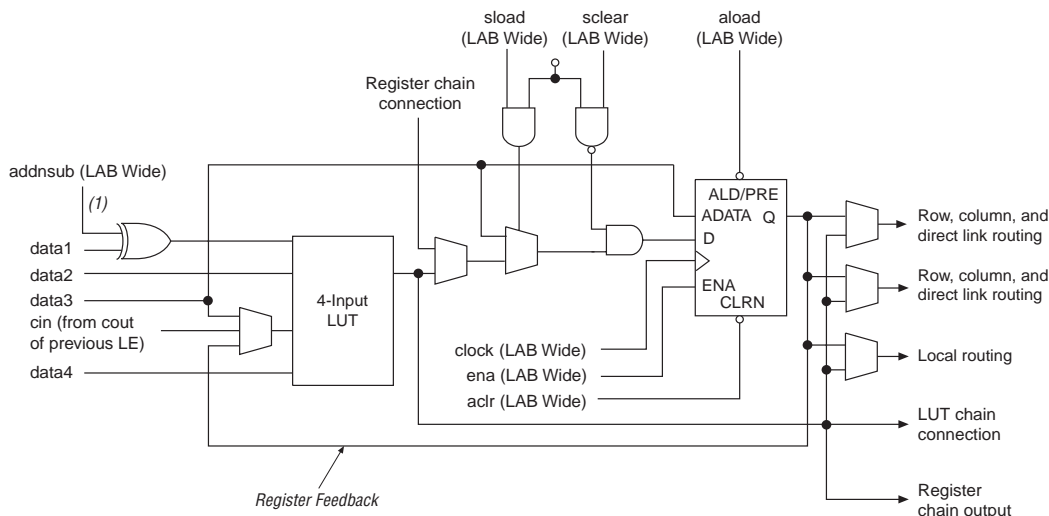 sload
(LAB Wide)
sclear
(LAB Wide)
aload
(LAB Wide)
Register chain
connection
addnsub (LAB Wide)
(1)
data1
data2
data3
cin (from cout
of previous LE)
data4
4-Input
LUT
ALD/PRE
ADATA
Q
D
ENA
CLRN
clock (LAB Wide)
ena (LAB Wide)
aclr (LAB Wide)
Row, column, and
direct link routing
Row, column, and
direct link routing
Local routing
LUT chain
connection
Register
chain output
Register Feedback